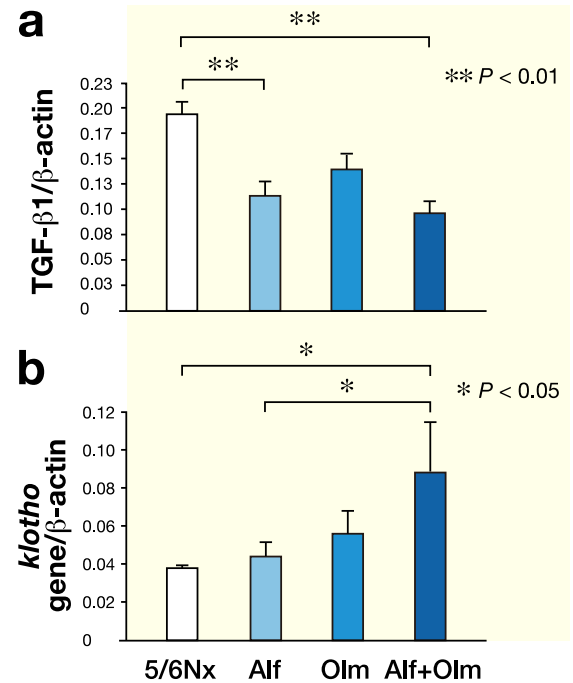 a
**
**
** P < 0.01
TGF-β1/β-actin
0.23
0.20
0.17
0.15
0.13
0.10
0.08
0.05
0.03
0
b
*
*
* P < 0.05
klotho
gene/β-actin
0.12
0.10
0.08
0.06
0.04
0.02
0
5/6Nx Alf Olm Alf+Olm